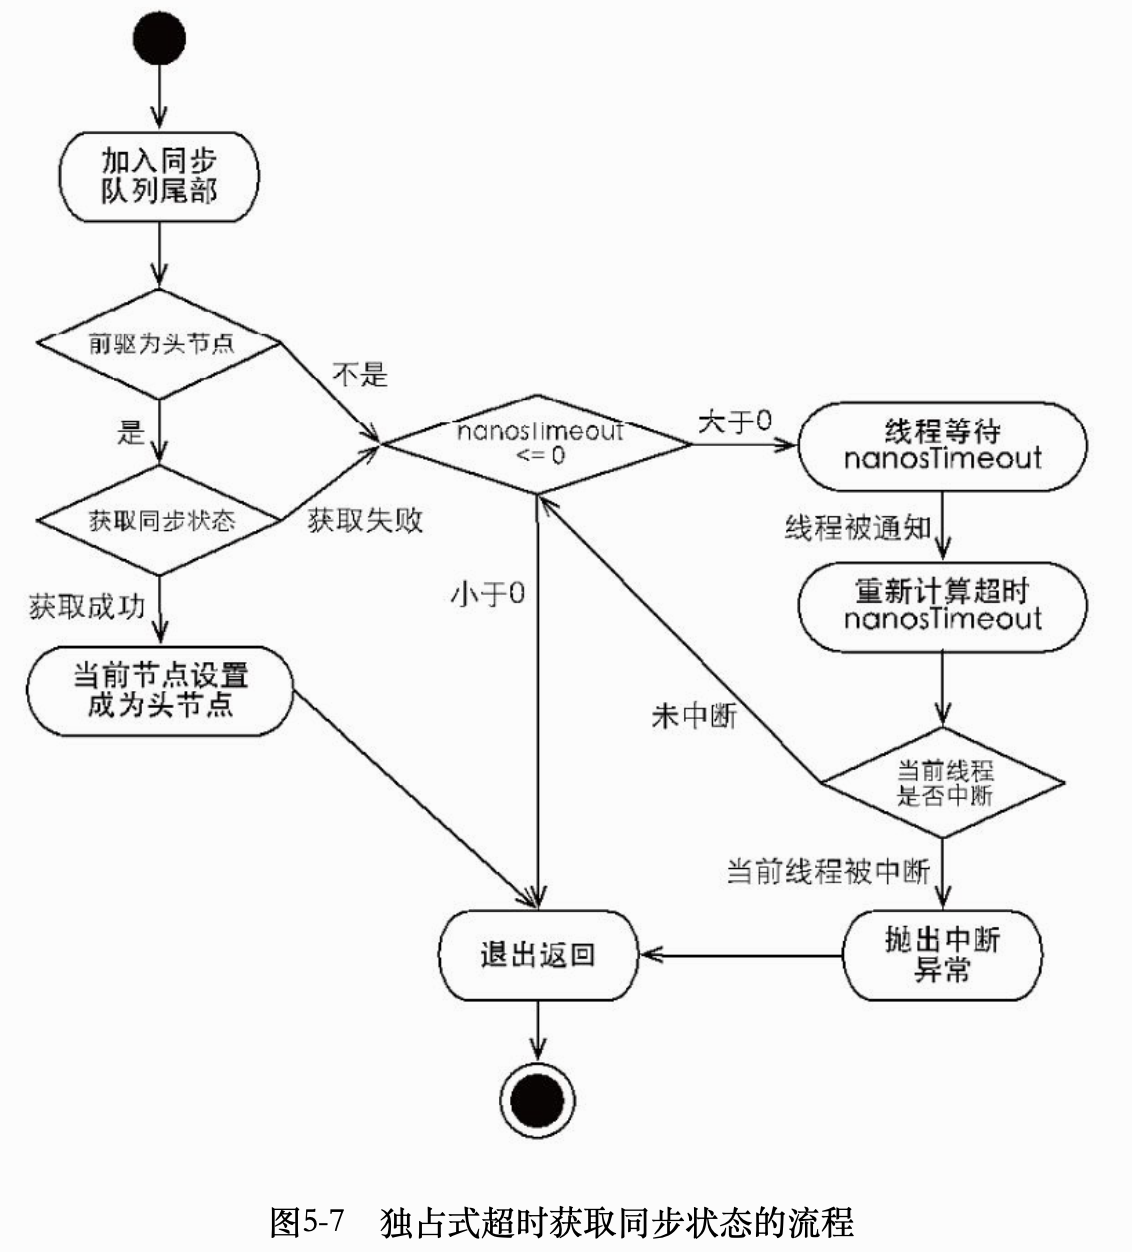 加入同步
队列尾部
前驱为头节点
不是
是
nanosTimeout
<= 0
大于0
线程等待
nanosTimeout
获取同步状态
获取失败
线程被通知
获取成功
小于0
重新计算超时
nanosTimeout
当前节点设置
成为头节点
未中断
当前线程
是否中断
当前线程被中断
退出返回
抛出中断
异常
图5-7 独占式超时获取同步状态的流程